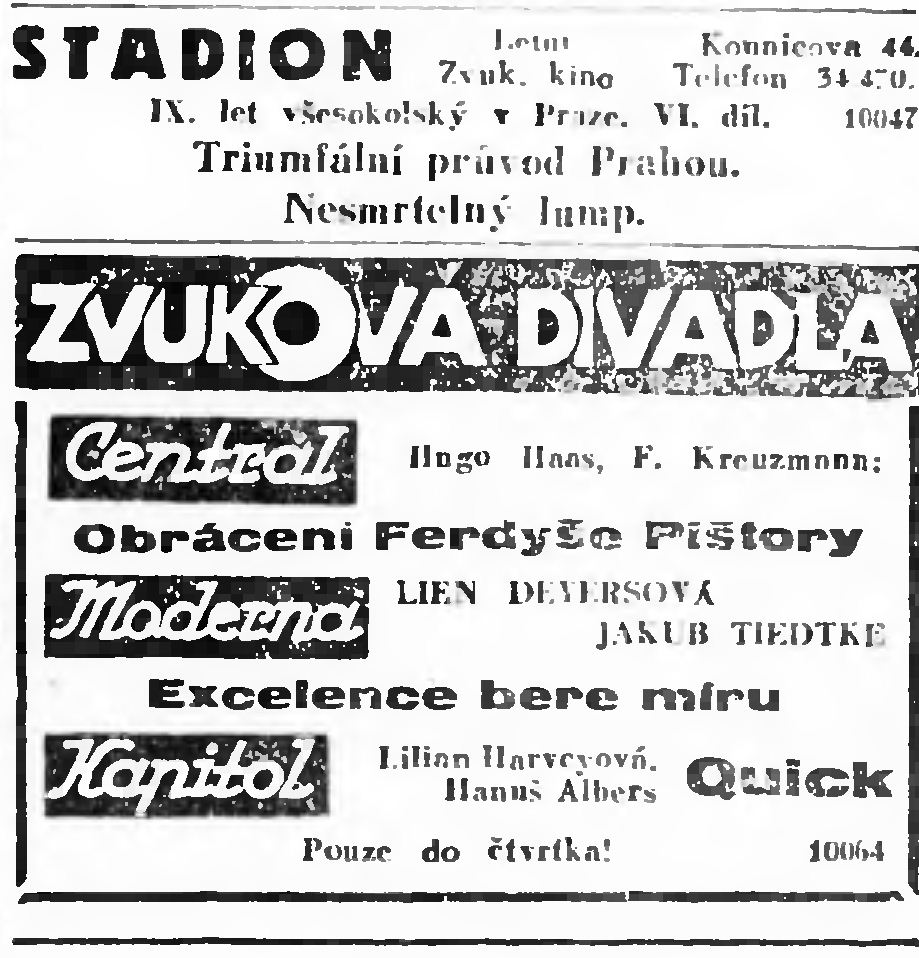 STADION Letní Kounicova 44.
Zvuk. kino Telefon 34.470.
IX. slet všesokolský v Praze. VI. díl. 10047
Triumfální průvod Prahou.
Nesmrtelný lump.
ZVUKOVÁ DIVADLA
Central Hugo Haas, F. Kreuzmann:
Obrácení Ferdyše Pištory
Moderna LIEN DEYERSOVÁ
JAKUB TIEDTKE
Excelence bere míru
Kapitol Lilian Harveyová,
Hanuš Albers Quick
Pouze do čtvrtka! 10064